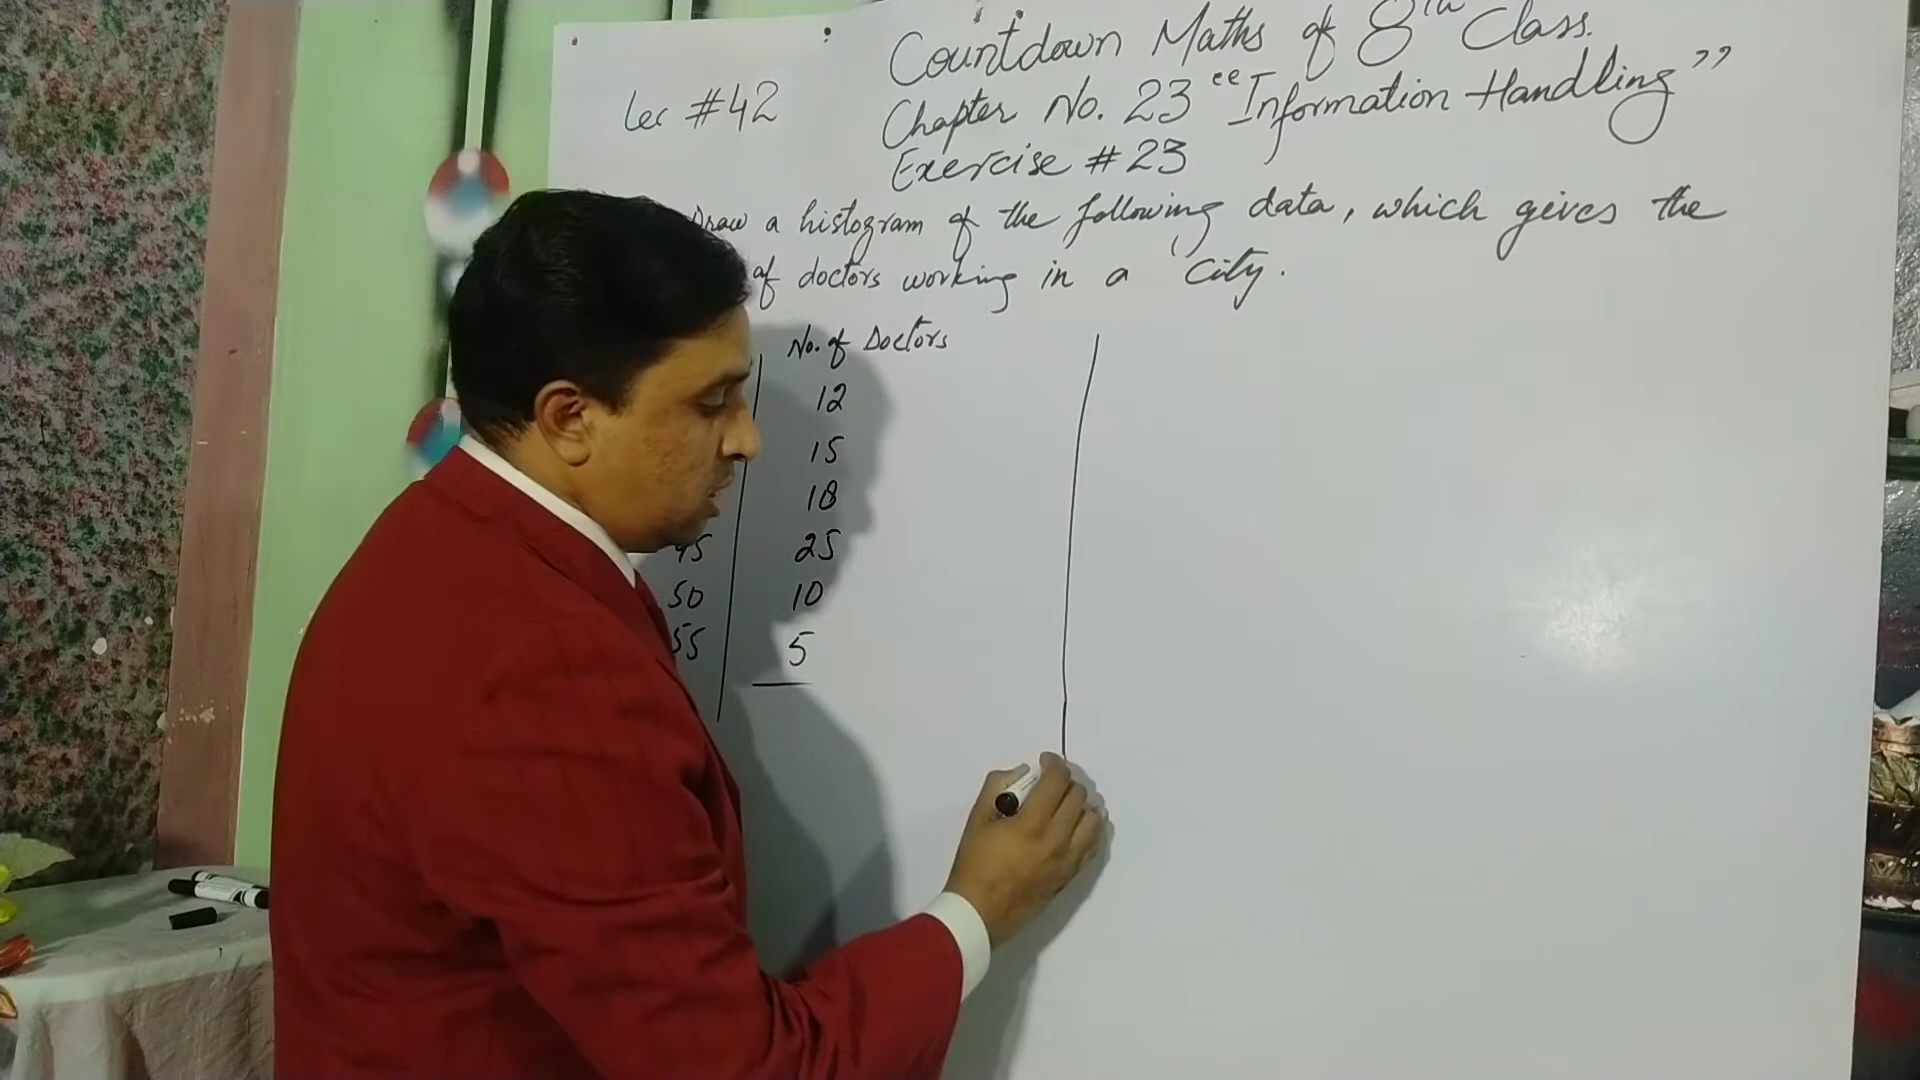 Countdown Maths of 8th Class.
Lec #42
Chapter No. 23 "Information Handling"
Exercise #23
Draw a histogram of the following data, which gives the
of doctors working in a city.
No. of Doctors
12
15
18
45 25
50 10
55 5